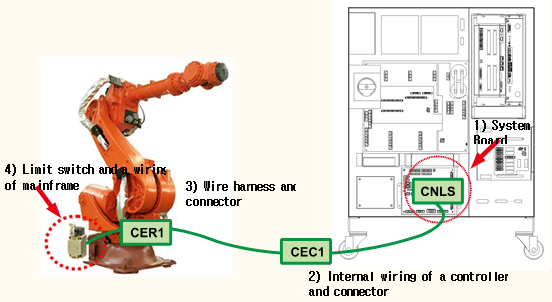 1) System
Board
4) Limit switch and a wiring
of mainframe
3) Wire harness and
connector
CNLS
CER1
CEC1
2) Internal wiring of a controller
and connector